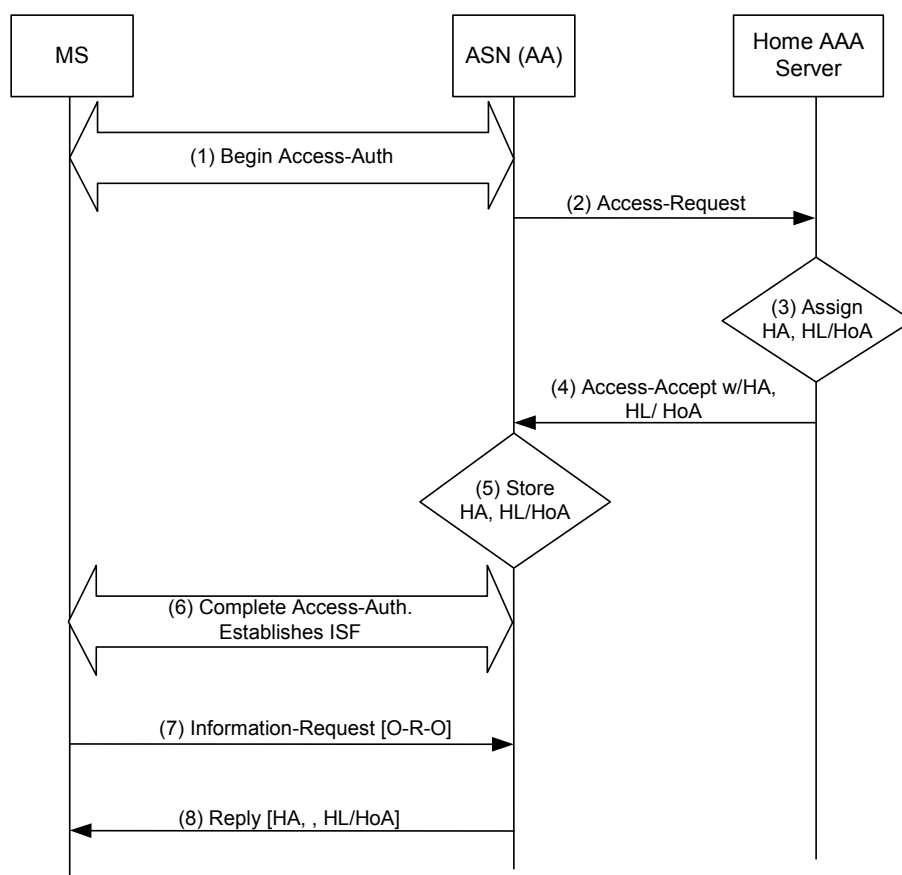 MS
ASN (AA)
Home AAA
Server
(1) Begin Access-Auth
(2) Access-Request
(3) Assign
HA, HL/HoA
(4) Access-Accept w/HA,
HL/ HoA
(5) Store
HA, HL/HoA
(6) Complete Access-Auth.
Establishes ISF
(7) Information-Request [O-R-O]
(8) Reply [HA, , HL/HoA]